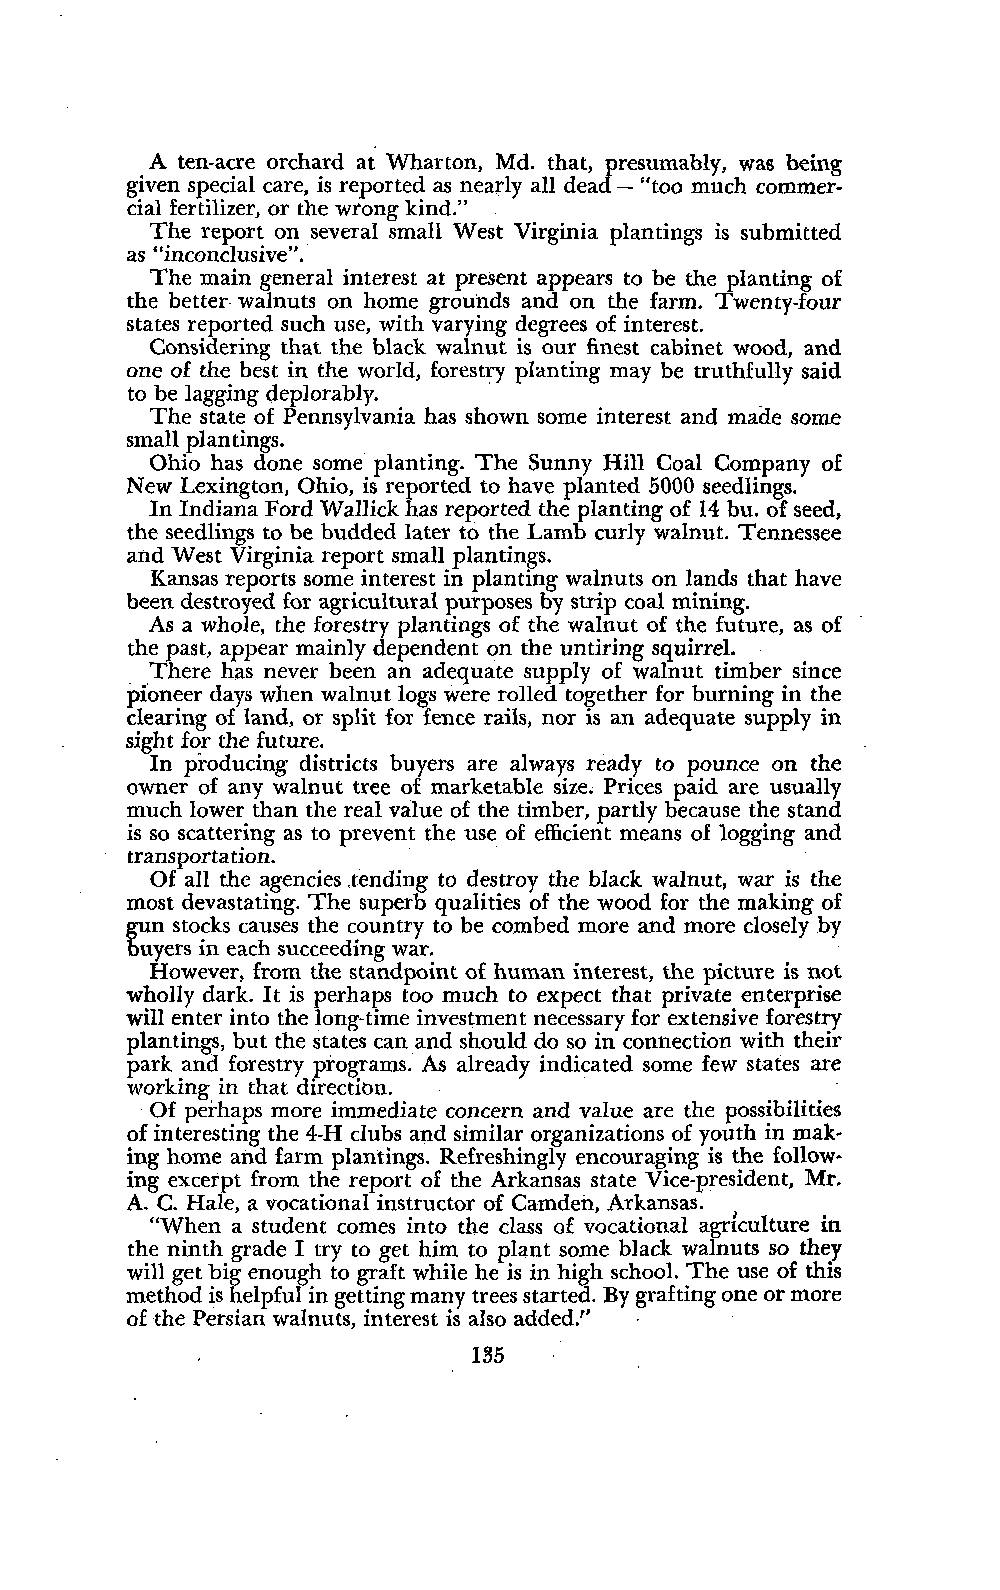 A ten-acre orchard at Wharton, Md. that, presumably, was being
given special care, is reported as nearly all dead — "too much commer-
cial fertilizer, or the wrong kind."
The report on several small West Virginia plantings is submitted
as "inconclusive".
The main general interest at present appears to be the planting of
the better walnuts on home grounds and on the farm. Twenty-four
states reported such use, with varying degrees of interest.
Considering that the black walnut is our finest cabinet wood, and
one of the best in the world, forestry planting may be truthfully said
to be lagging deplorably.
The state of Pennsylvania has shown some interest and made some
small plantings.
Ohio has done some planting. The Sunny Hill Coal Company of
New Lexington, Ohio, is reported to have planted 5000 seedlings.
In Indiana Ford Wallick has reported the planting of 14 bu. of seed,
the seedlings to be budded later to the Lamb curly walnut. Tennessee
and West Virginia report small plantings.
Kansas reports some interest in planting walnuts on lands that have
been destroyed for agricultural purposes by strip coal mining.
As a whole, the forestry plantings of the walnut of the future, as of
the past, appear mainly dependent on the untiring squirrel.
There has never been an adequate supply of walnut timber since
pioneer days when walnut logs were rolled together for burning in the
clearing of land, or split for fence rails, nor is an adequate supply in
sight for the future.
In producing districts buyers are always ready to pounce on the
owner of any walnut tree of marketable size. Prices paid are usually
much lower than the real value of the timber, partly because the stand
is so scattering as to prevent the use of efficient means of logging and
transportation.
Of all the agencies tending to destroy the black walnut, war is the
most devastating. The superb qualities of the wood for the making of
gun stocks causes the country to be combed more and more closely by
buyers in each succeeding war.
However, from the standpoint of human interest, the picture is not
wholly dark. It is perhaps too much to expect that private enterprise
will enter into the long-time investment necessary for extensive forestry
plantings, but the states can and should do so in connection with their
park and forestry programs. As already indicated some few states are
working in that direction.
Of perhaps more immediate concern and value are the possibilities
of interesting the 4-H clubs and similar organizations of youth in mak-
ing home and farm plantings. Refreshingly encouraging is the follow-
ing excerpt from the report of the Arkansas state Vice-president, Mr.
A. C. Hale, a vocational instructor of Camden, Arkansas.
"When a student comes into the class of vocational agriculture in
the ninth grade I try to get him to plant some black walnuts so they
will get big enough to graft while he is in high school. The use of this
method is helpful in getting many trees started. By grafting one or more
of the Persian walnuts, interest is also added."
135